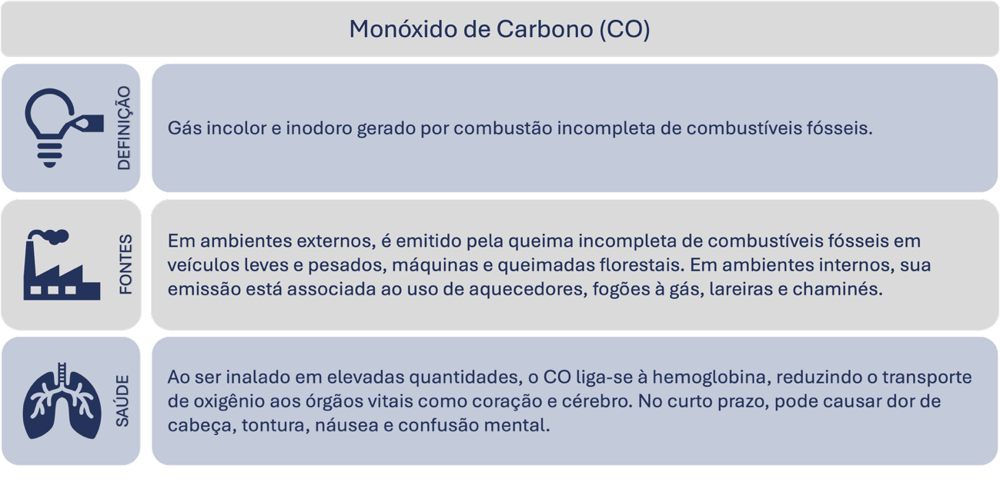 Monóxido de Carbono (CO)
DEFINIÇÃO
Gás incolor e inodoro gerado por combustão incompleta de combustíveis fósseis.
FONTES
Em ambientes externos, é emitido pela queima incompleta de combustíveis fósseis em
veículos leves e pesados, máquinas e queimadas florestais. Em ambientes internos, sua
emissão está associada ao uso de aquecedores, fogões à gás, lareiras e chaminés.
SAÚDE
Ao ser inalado em elevadas quantidades, o CO liga-se à hemoglobina, reduzindo o transporte
de oxigênio aos órgãos vitais como coração e cérebro. No curto prazo, pode causar dor de
cabeça, tontura, náusea e confusão mental.